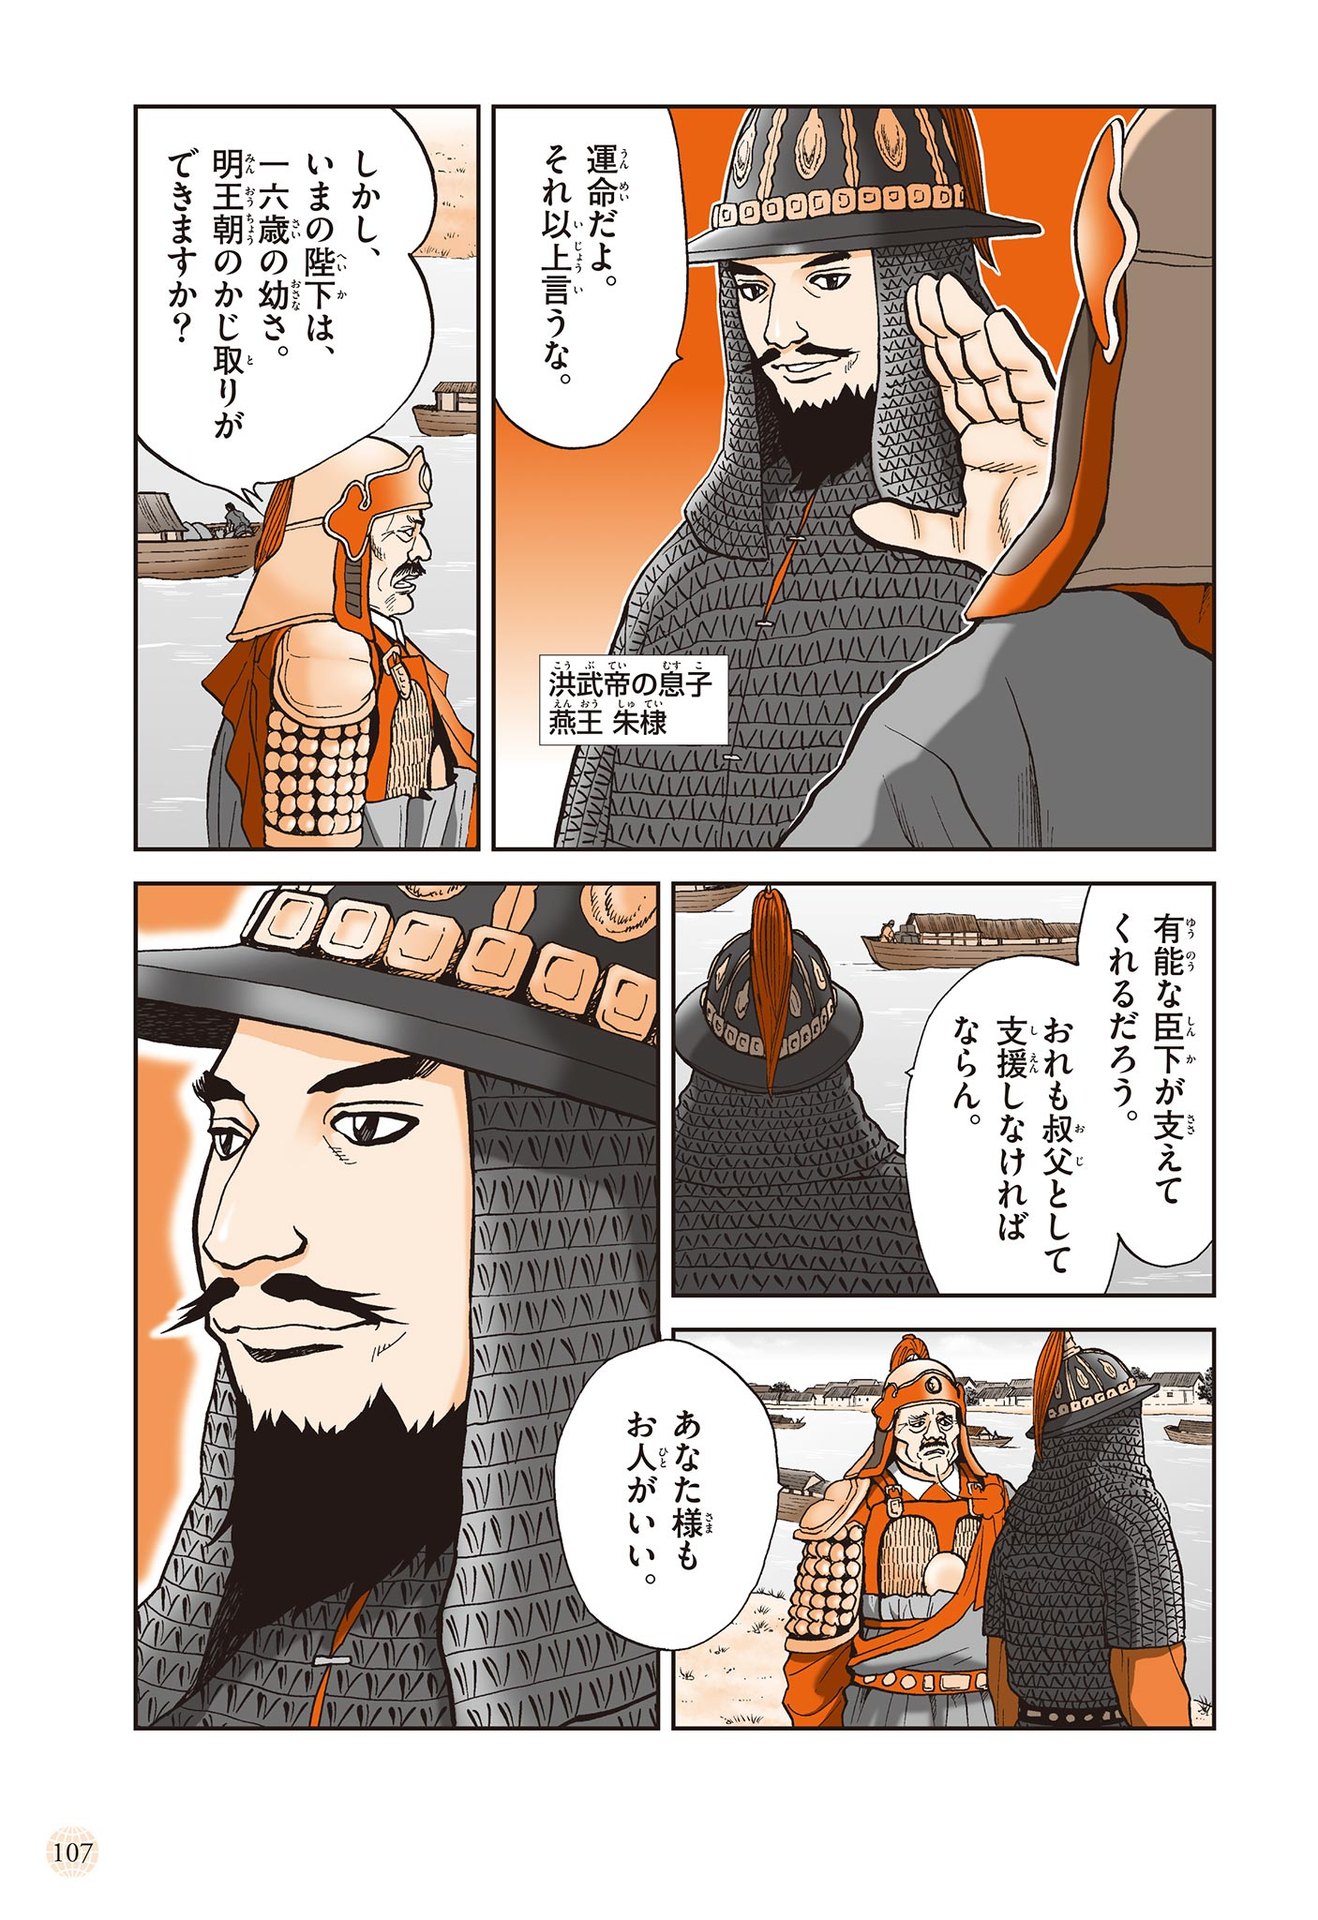 運命だよ。
それ以上言うな。
洪武帝の息子
燕王 朱棣
しかし、
いまの陛下は、
一六歳の幼さ。
明王朝のかじ取りが
できますか？
有能な臣下が支えて
くれるだろう。
おれも叔父として
支援しなければ
ならん。
あなた様も
お人がいい。
107